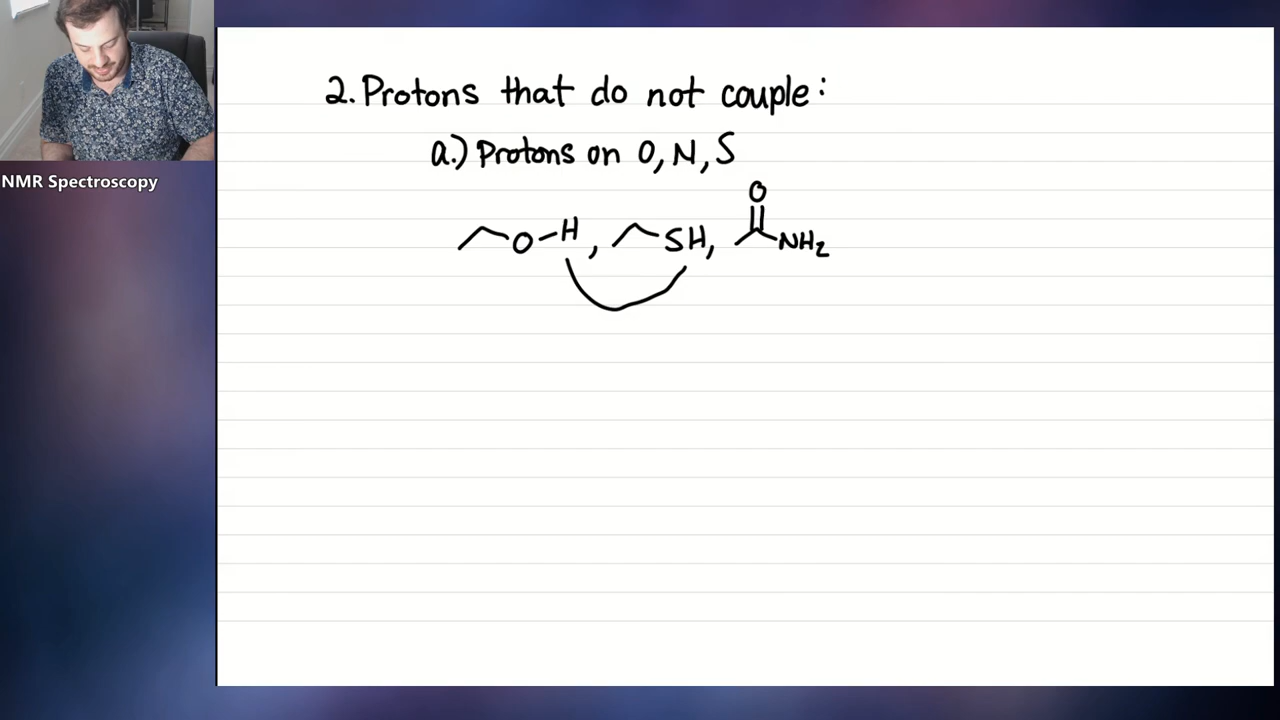 2. Protons that do not couple:
a.) Protons on O, N, S
NMR Spectroscopy
O
O-H, SH, NH₂